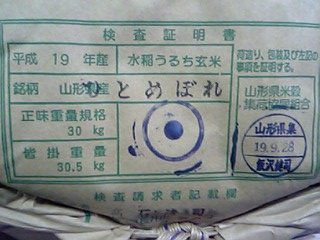 検査証明書
平成 19 年産 水稲うるち玄米
荷造り、包装及び左記の
事項を証明する。
銘柄 山形県産 ひとめぼれ
山形県米穀
集荷協同組合
正味重量規格
30 kg
皆掛重量
30.5 kg
山形県集
19.9.28
検査請求者記載欄